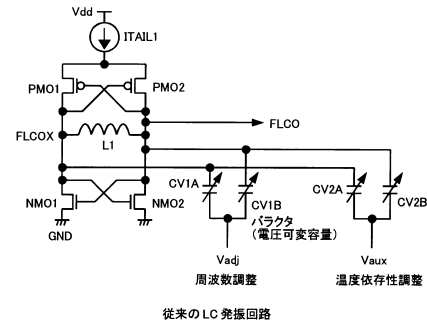 Vdd
ITAIL1
PMO1
PMO2
FLCO
FLCOX
L1
CV1A
CV2A
CV1B
CV2B
NMO1
NMO2
バラクタ
(電圧可変容量)
GND
Vadj
Vaux
周波数調整
温度依存性調整
従来のLC発振回路